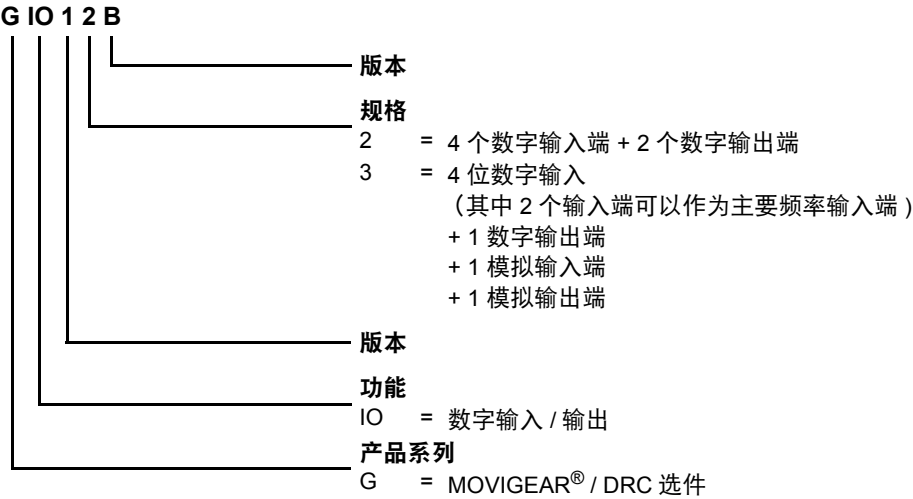 G IO 1 2 B
版本
规格
2 = 4 个数字输入端 + 2 个数字输出端
3 = 4 位数字输入
（其中 2 个输入端可以作为主要频率输入端 )
+ 1 数字输出端
+ 1 模拟输入端
+ 1 模拟输出端
版本
功能
IO = 数字输入 / 输出
产品系列
G = MOVIGEAR® / DRC 选件